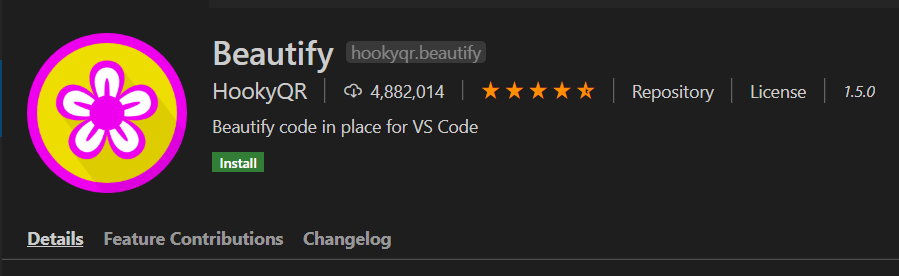 Beautify hookyqr.beautify
HookyQR | 4,882,014 | Repository | License | 1.5.0
Beautify code in place for VS Code
Install
Details Feature Contributions Changelog